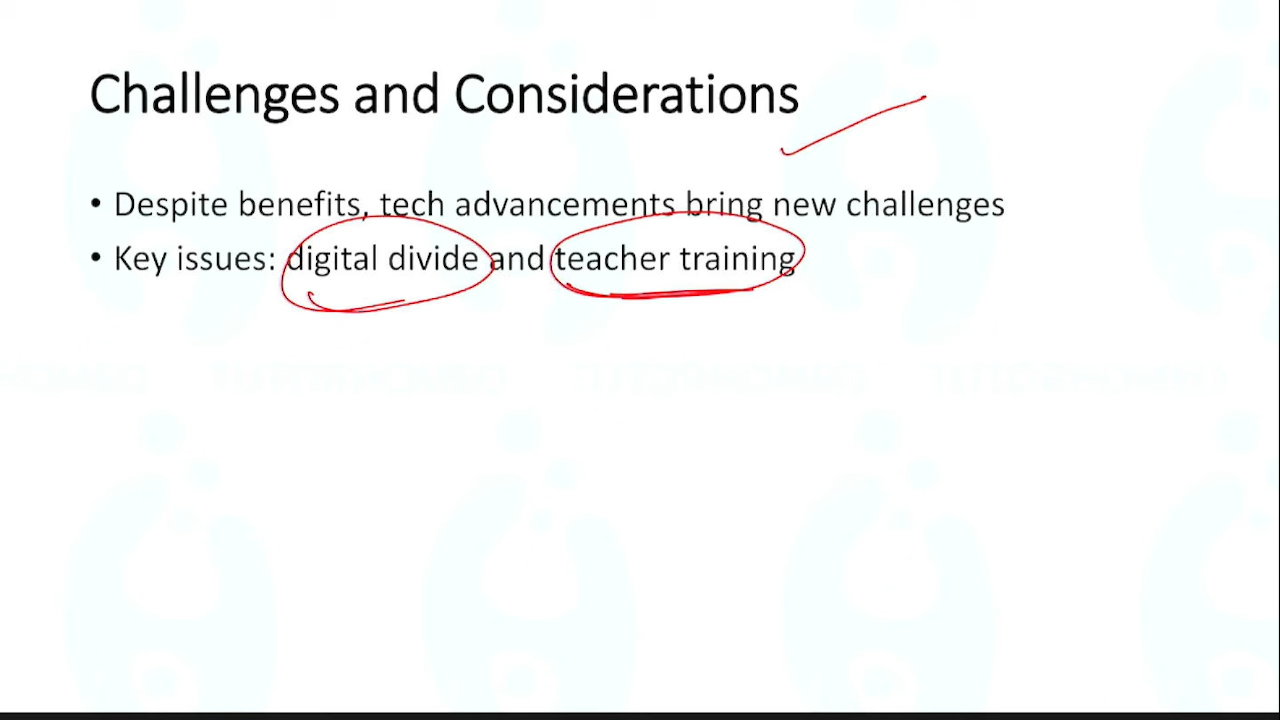 Challenges and Considerations
• Despite benefits, tech advancements bring new challenges
• Key issues: digital divide and teacher training